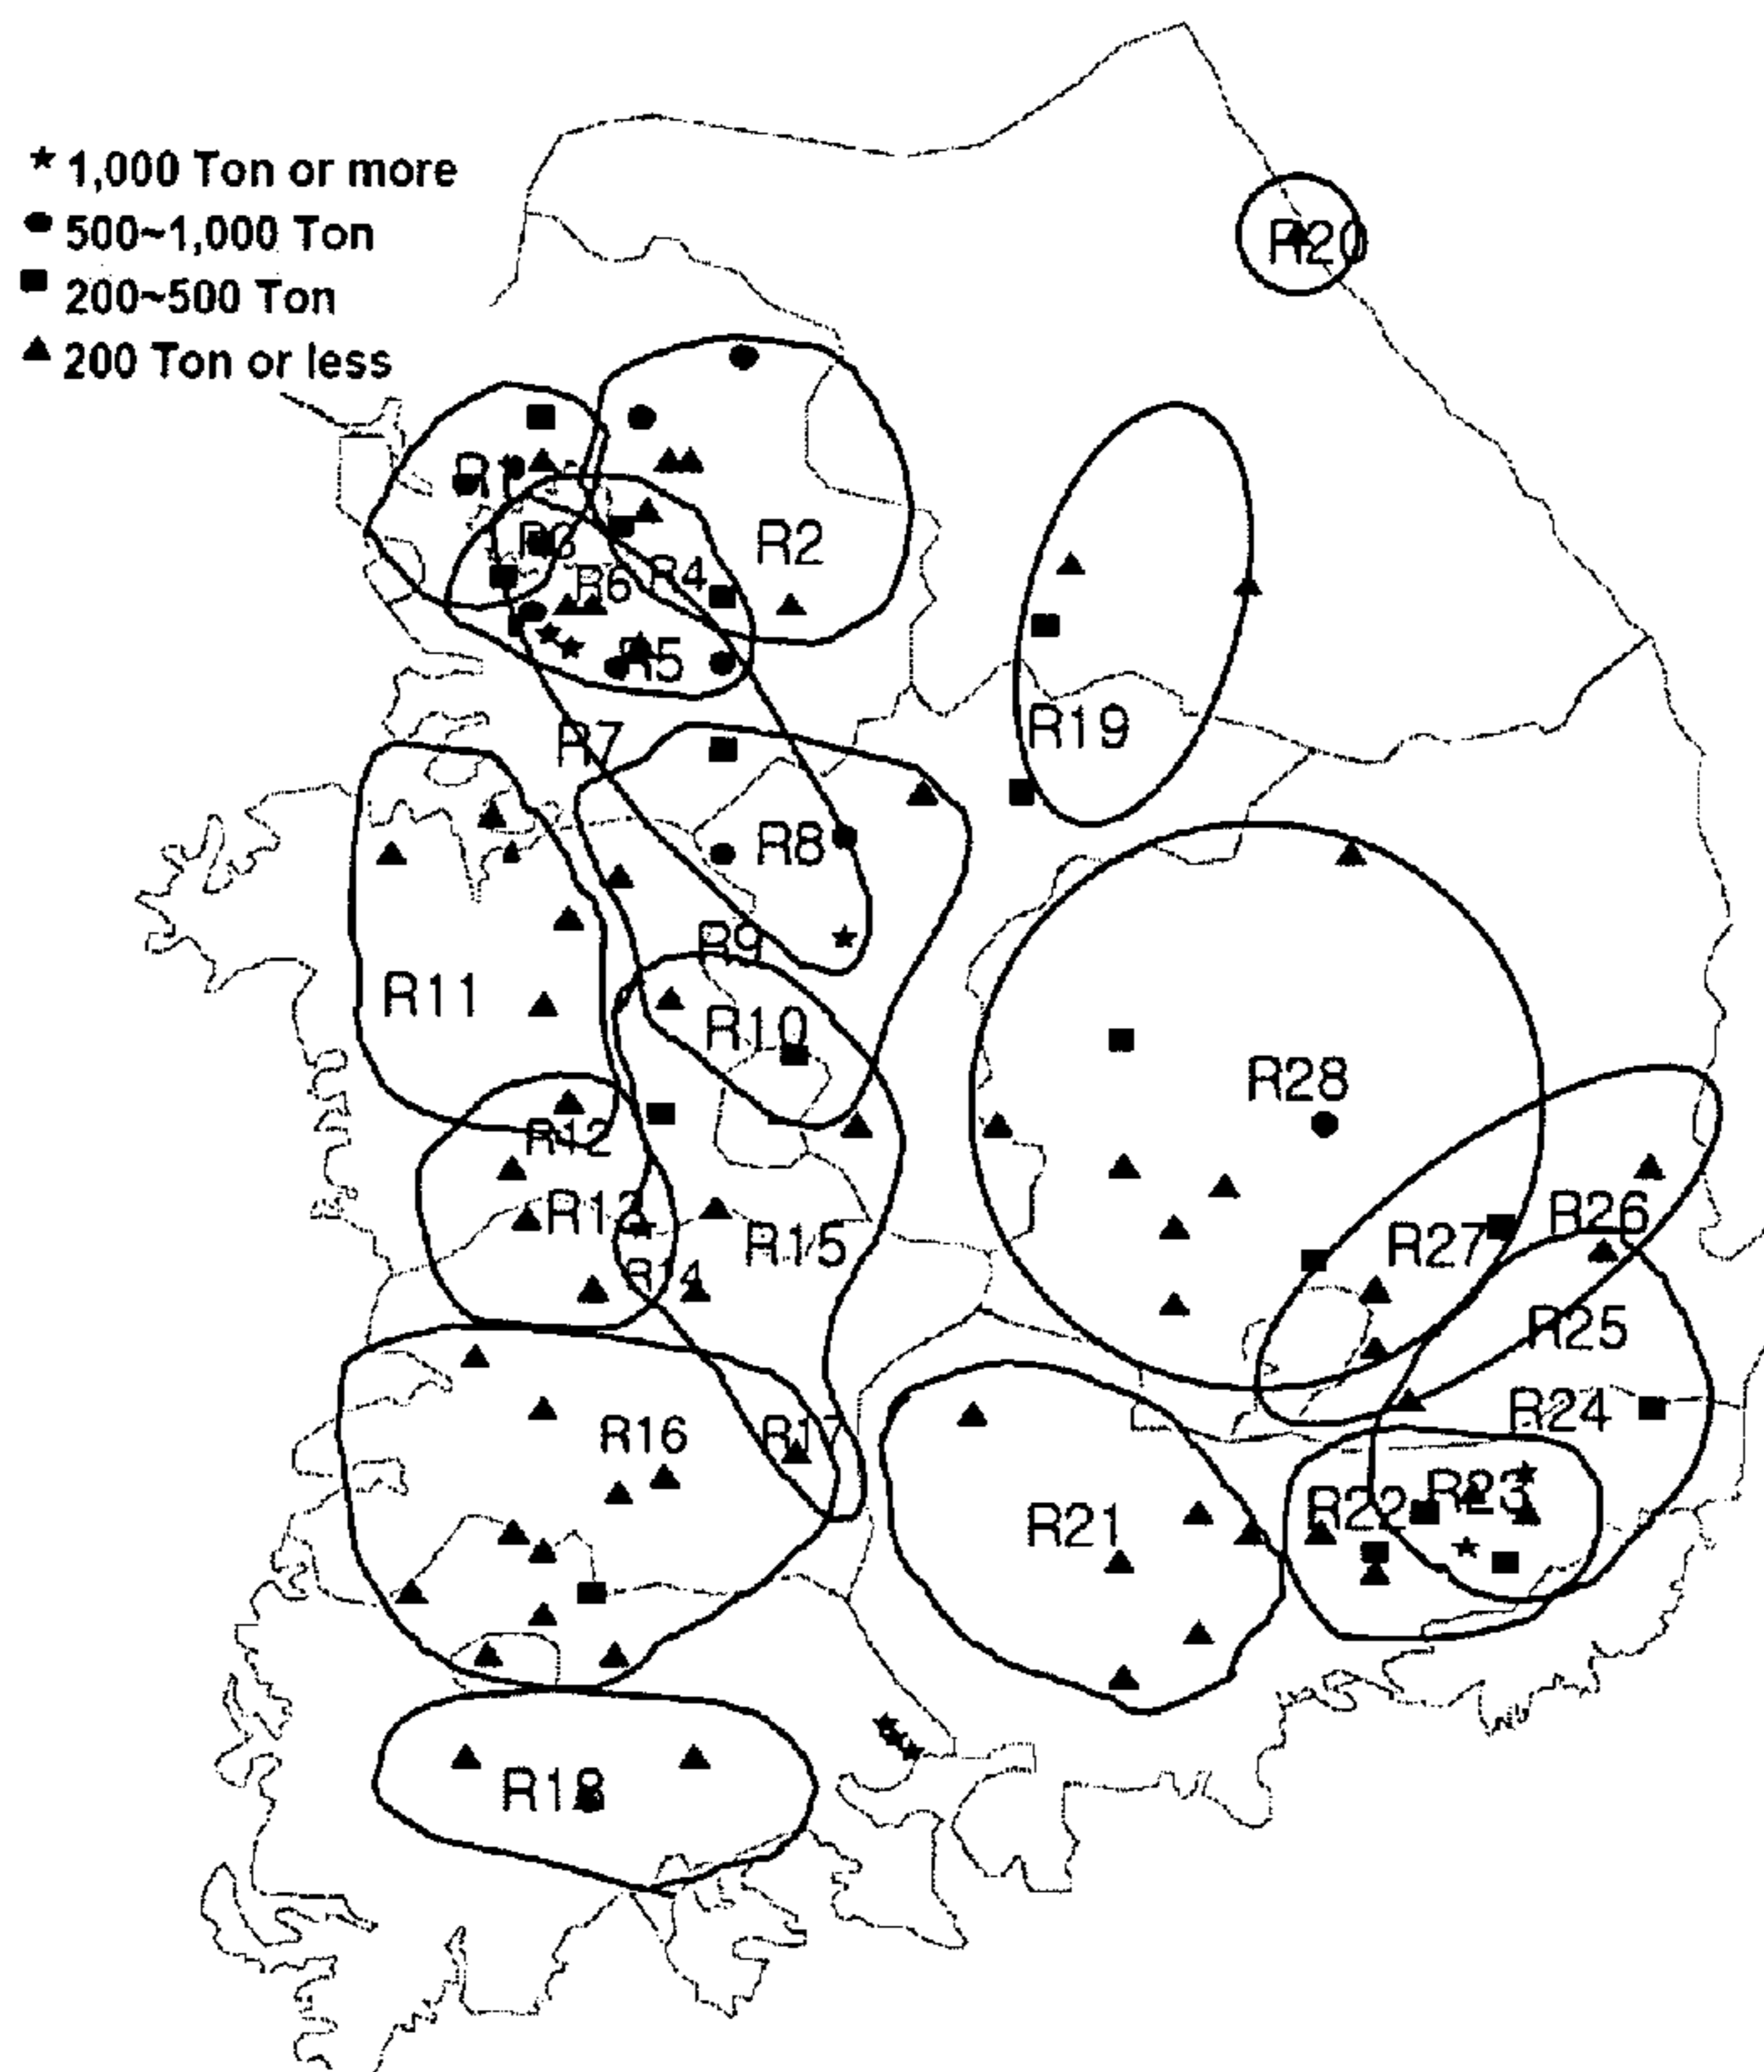 1,000 Ton or more
500~1,000 Ton
200~500 Ton
200 Ton or less
R20
R1
R2
R3
R6
R4
R5
R19
R7
R8
R9
R11
R10
R28
R12
R13
R26
R27
R15
R14
R25
R24
R16
R17
R23
R22
R21
R18